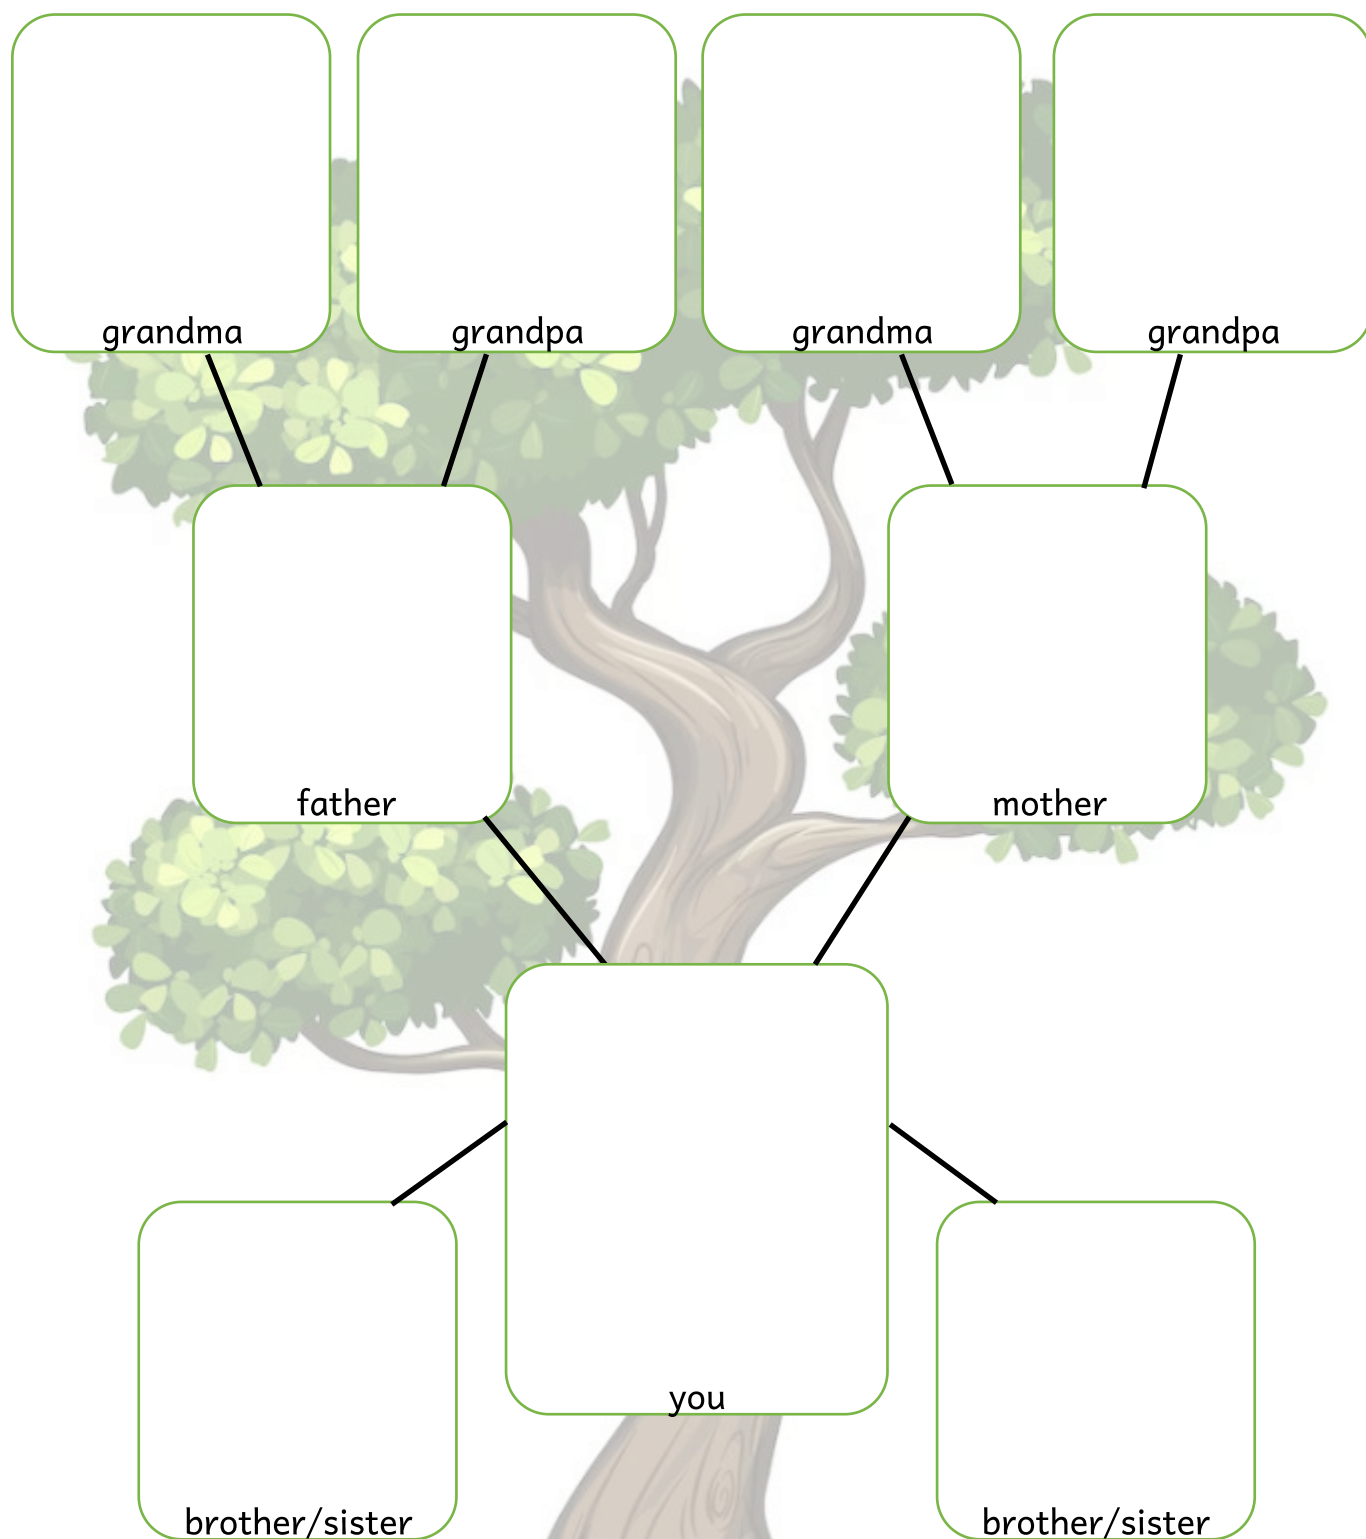 grandma
grandpa
grandma
grandpa
father
mother
you
brother/sister
brother/sister